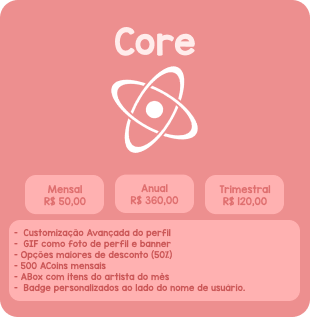 Core
Mensal Anual Trimestral
R$ 50,00 R$ 360,00 R$ 120,00
- Customização Avançada do perfil
- GIF como foto de perfil e banner
- Opções maiores de desconto (50%)
- 500 ACoins mensais
- ABox com itens do artista do mês
- Badge personalizados ao lado do nome de usuário.